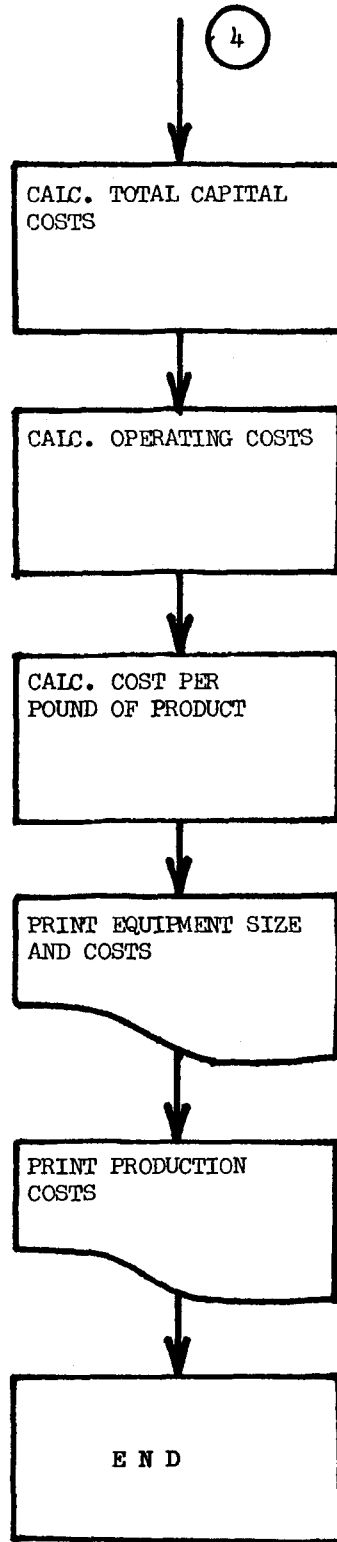 4
CALC. TOTAL CAPITAL
COSTS
CALC. OPERATING COSTS
CALC. COST PER
POUND OF PRODUCT
PRINT EQUIPMENT SIZE
AND COSTS
PRINT PRODUCTION
COSTS
E N D